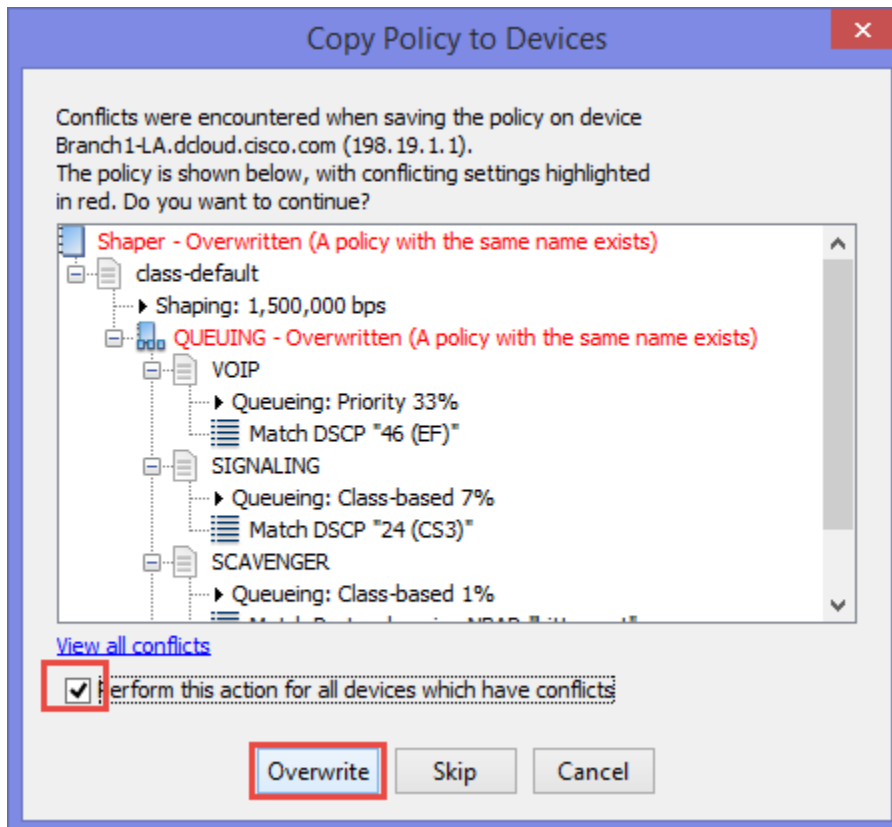 Copy Policy to Devices
Conflicts were encountered when saving the policy on device
Branch1-LA.dcloud.cisco.com (198.19.1.1).
The policy is shown below, with conflicting settings highlighted
in red. Do you want to continue?
Shaper - Overwritten (A policy with the same name exists)
class-default
Shaping: 1,500,000 bps
QUEUING - Overwritten (A policy with the same name exists)
VOIP
Queueing: Priority 33%
Match DSCP "46 (EF)"
SIGNALING
Queueing: Class-based 7%
Match DSCP "24 (CS3)"
SCAVENGER
Queueing: Class-based 1%
View all conflicts
Perform this action for all devices which have conflicts
Overwrite Skip Cancel